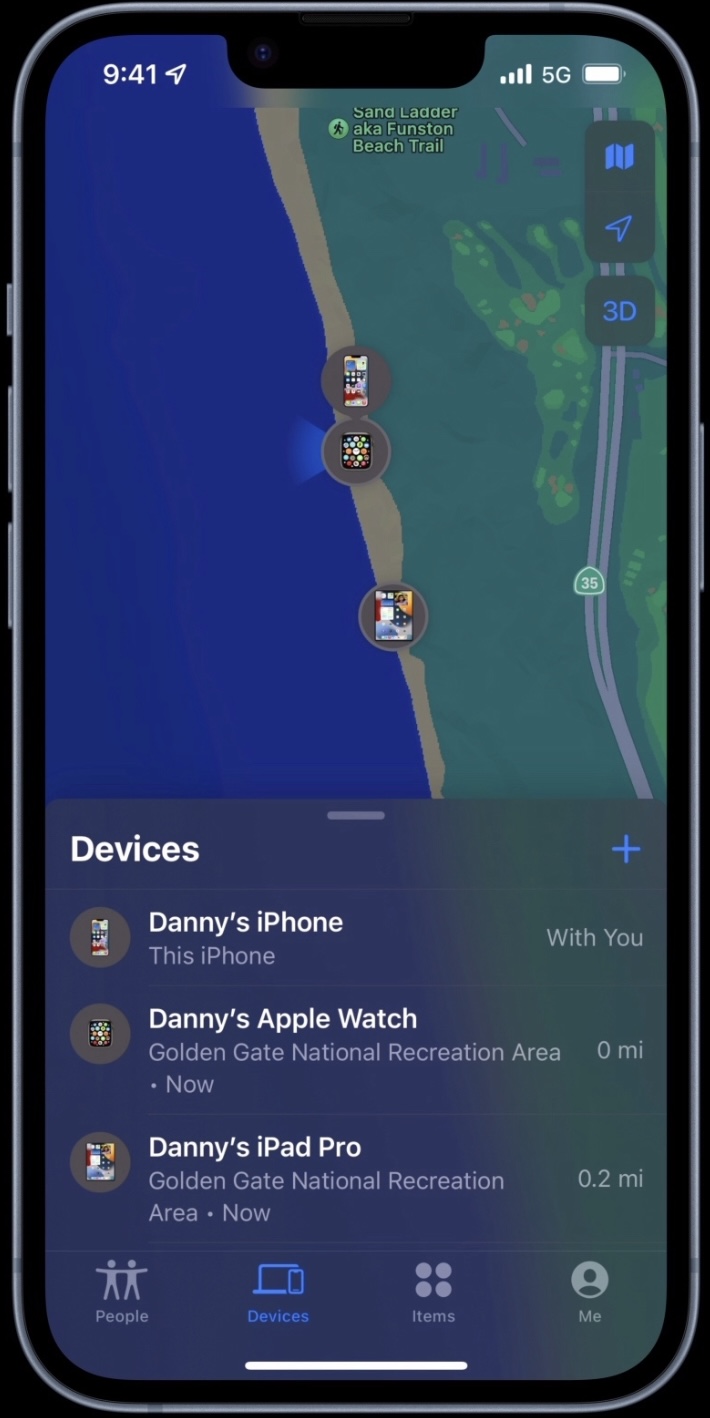 9:41
5G
Sand Ladder
aka Funston
Beach Trail
3D
35
Devices
Danny’s iPhone
With You
This iPhone
Danny’s Apple Watch
Golden Gate National Recreation Area
0 mi
• Now
Danny’s iPad Pro
Golden Gate National Recreation
0.2 mi
Area • Now
People
Devices
Items
Me